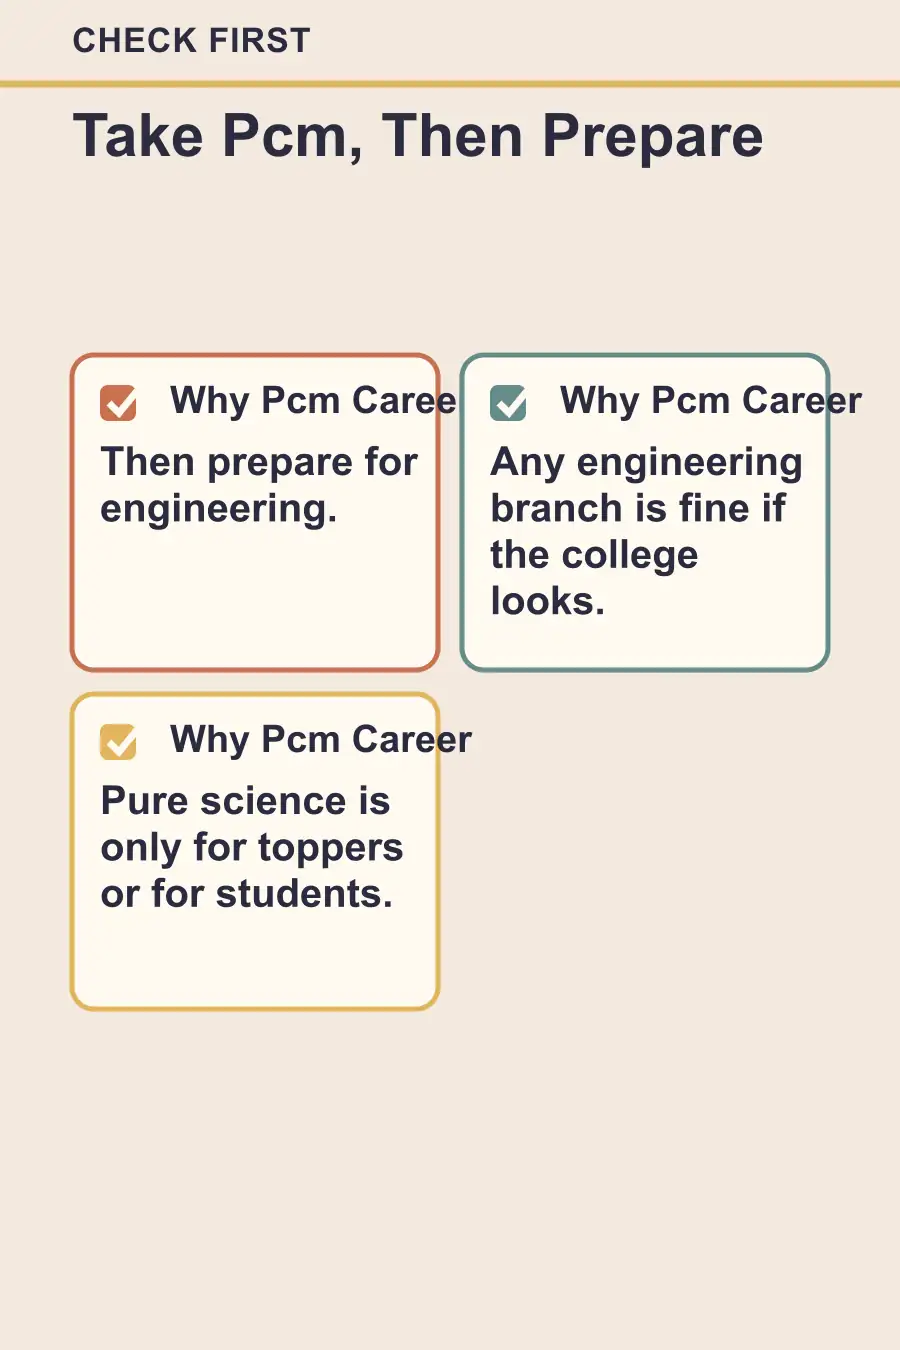 CHECK FIRST
Take Pcm, Then Prepare
Why Pcm Caree
Then prepare for
engineering.
Why Pcm Career
Any engineering
branch is fine if
the college
looks.
Why Pcm Career
Pure science is
only for toppers
or for students.